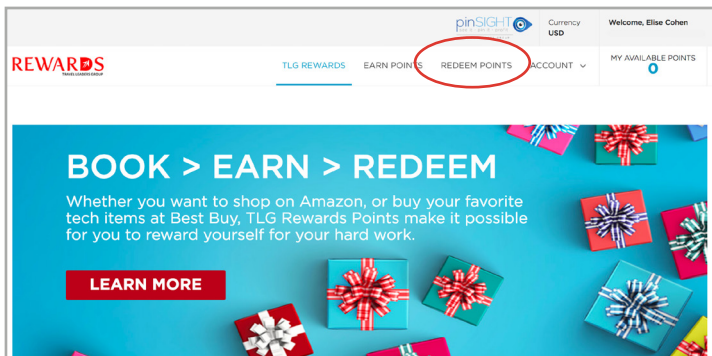 pinSIGHT
Currency
USD
Welcome, Elise Cohen
REWARDS
TRAVEL LEADERS GROUP
TLG REWARDS
EARN POINTS
REDEEM POINTS
ACCOUNT
MY AVAILABLE POINTS
0
BOOK > EARN > REDEEM
Whether you want to shop on Amazon, or buy your favorite
tech items at Best Buy, TLG Rewards Points make it possible
for you to reward yourself for your hard work.
LEARN MORE